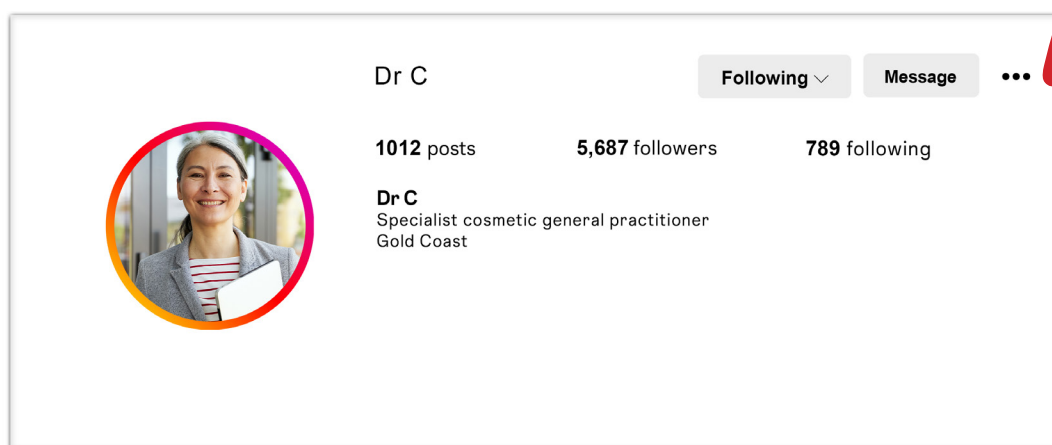 Dr C
Following
Message
1012 posts
5,687 followers
789 following
Dr C
Specialist cosmetic general practitioner
Gold Coast